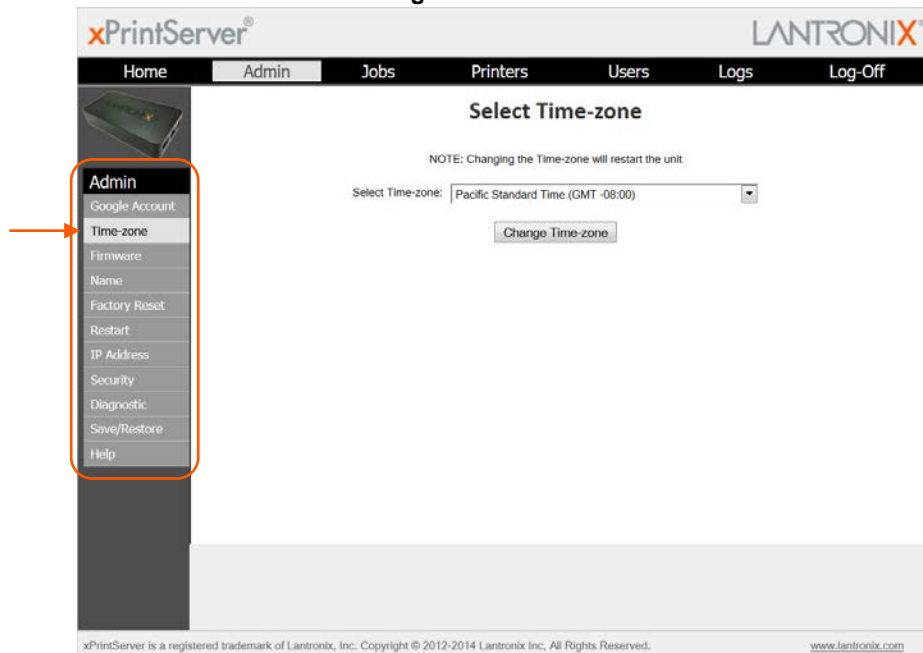 xPrintServer®
LANTRONIX®
Home Admin Jobs Printers Users Logs Log-Off
Select Time-zone
NOTE: Changing the Time-zone will restart the unit
Select Time-zone: Pacific Standard Time (GMT -08:00)
Change Time-zone
Admin
Google Account
Time-zone
Firmware
Name
Factory Reset
Restart
IP Address
Security
Diagnostic
Save/Restore
Help
xPrintServer is a registered trademark of Lantronix, Inc. Copyright © 2012-2014 Lantronix Inc, All Rights Reserved. www.lantronix.com